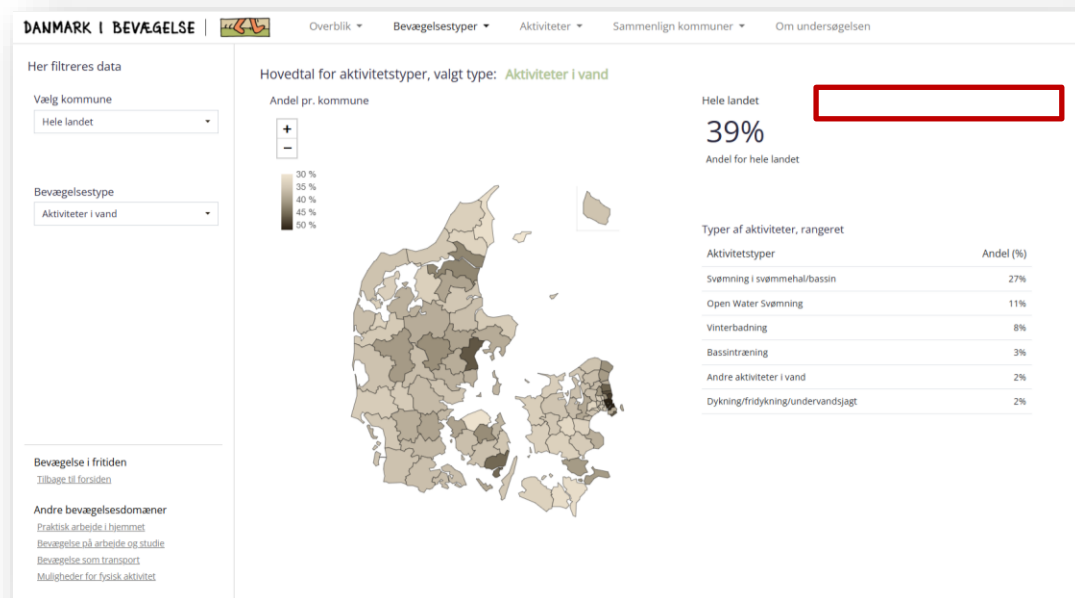 DANMARK I BEVÆGELSE
Overblik
Bevægelsestyper
Aktiviteter
Sammenlign kommuner
Om undersøgelsen
Her filtreres data
Vælg kommune
Hele landet
Bevægelsestype
Aktiviteter i vand
Bevægelse i fritiden
Tilbage til forsiden
Andre bevægelsesdomæner
Praktisk arbejde i hjemmet
Bevægelse på arbejde og studie
Bevægelse som transport
Muligheder for fysisk aktivitet
Hovedtal for aktivitetstyper, valgt type: Aktiviteter i vand
Andel pr. kommune
+
−
30 %
35 %
40 %
45 %
50 %
Hele landet
39%
Andel for hele landet
Typer af aktiviteter, rangeret
Aktivitetstyper Andel (%)
Svømning i svømmehal/bassin 27%
Open Water Svømning 11%
Vinterbadning 8%
Bassintræning 3%
Andre aktiviteter i vand 2%
Dykning/fridykning/undervandsjagt 2%